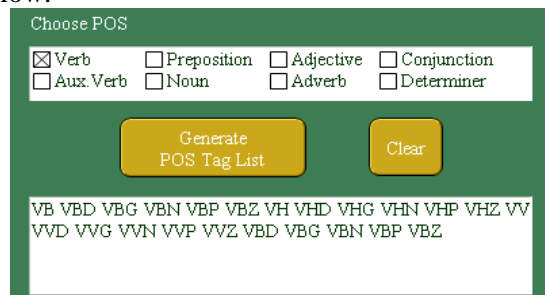 Choose POS
Verb Preposition Adjective Conjunction
Aux.Verb Noun Adverb Determiner
Generate
POS Tag List
Clear
VB VBD VBG VBN VBP VBZ VH VHD VHG VHN VHP VHZ VV
VVD VVG VVN VVP VVZ VBD VBG VBN VBP VBZ